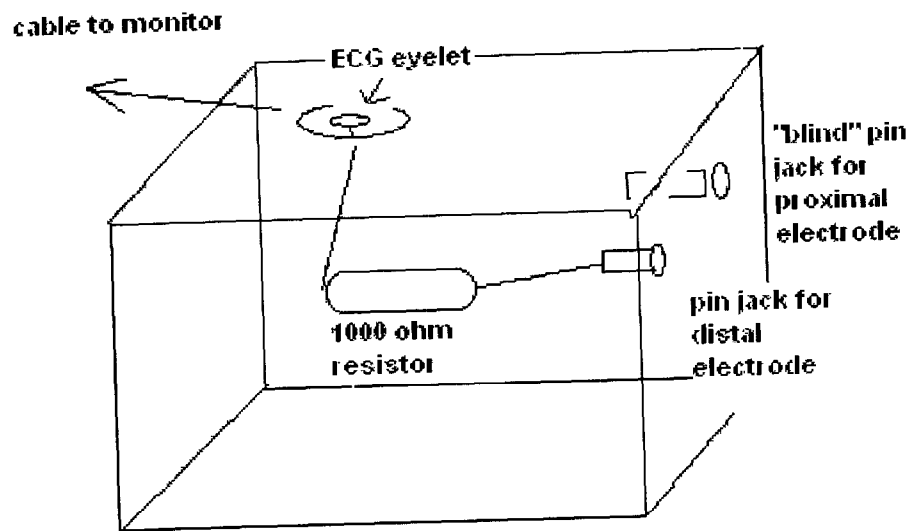 cable to monitor
ECG eyelet
"blind" pin
jack for
proximal
electrode
pin jack for
distal
electrode
1000 ohm
resistor